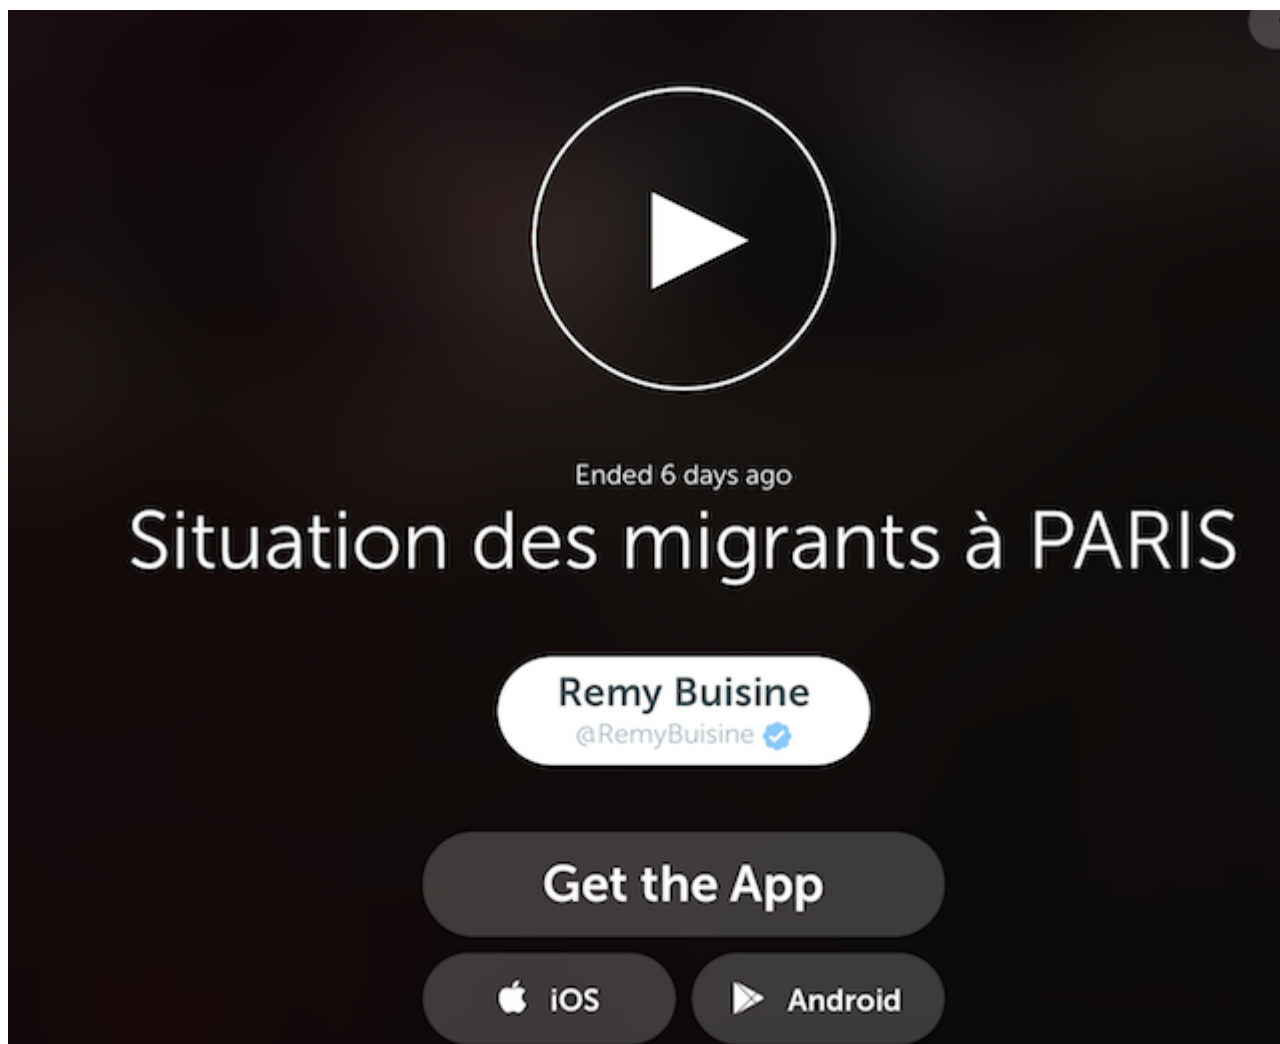 Ended 6 days ago
Situation des migrants à PARIS
Remy Buisine
@RemyBuisine
Get the App
iOS
Android